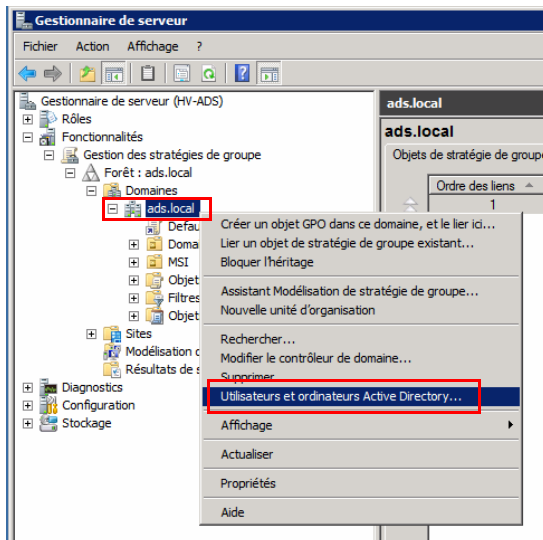 Gestionnaire de serveur
Fichier Action Affichage ?
Gestionnaire de serveur (HV-ADS)
Rôles
Fonctionnalités
Gestion des stratégies de groupe
Forêt : ads.local
Domaines
ads.local
Defau
Doma
MSI
Objet
Filtres
Objet
Sites
Modélisation d
Résultats de s
Diagnostics
Configuration
Stockage
ads.local
ads.local
Objets de stratégie de groupe
Ordre des liens
1
Créer un objet GPO dans ce domaine, et le lier ici...
Lier un objet de stratégie de groupe existant...
Bloquer l'héritage
Assistant Modélisation de stratégie de groupe...
Nouvelle unité d'organisation
Rechercher...
Modifier le contrôleur de domaine...
Supprimer
Utilisateurs et ordinateurs Active Directory...
Affichage
Actualiser
Propriétés
Aide